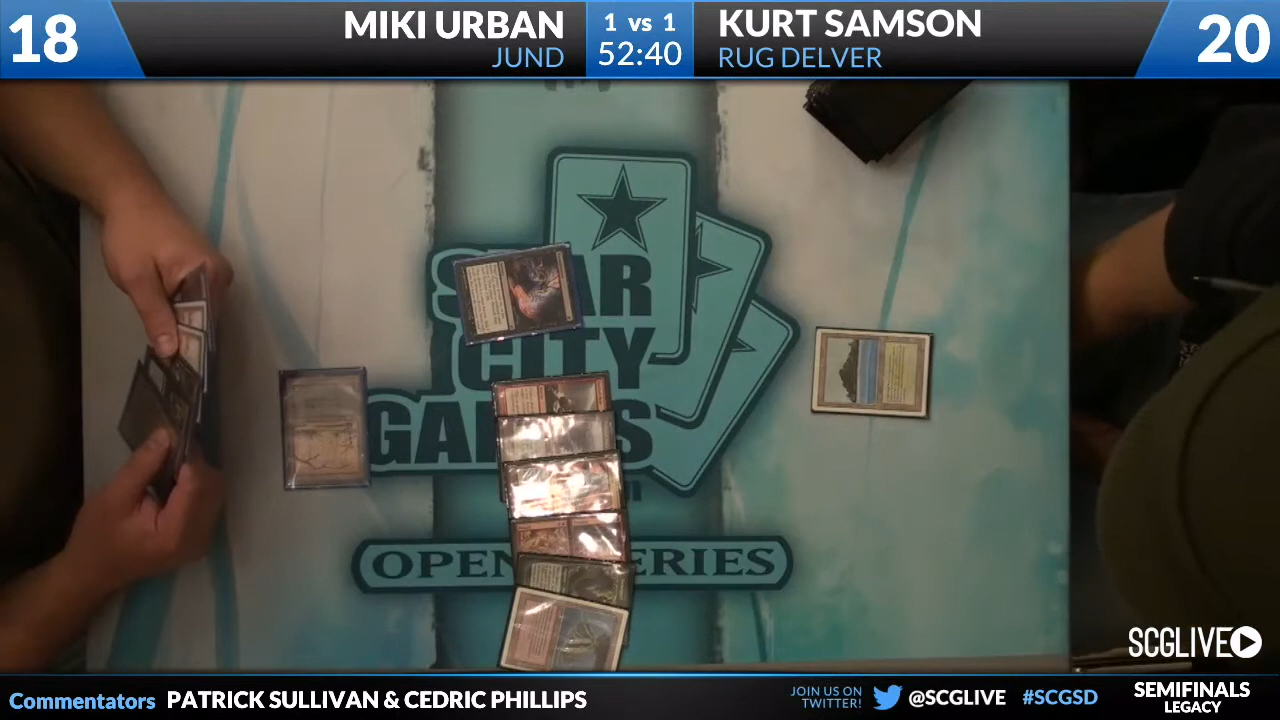 18
MIKI URBAN
JUND
1 vs 1
52:40
KURT SAMSON
RUG DELVER
20
STAR
CITY
GAMES
OPEN SERIES
SCGLIVE
Commentators PATRICK SULLIVAN & CEDRIC PHILLIPS
JOIN US ON
TWITTER!
@SCGLIVE #SCGSD
SEMIFINALS
LEGACY